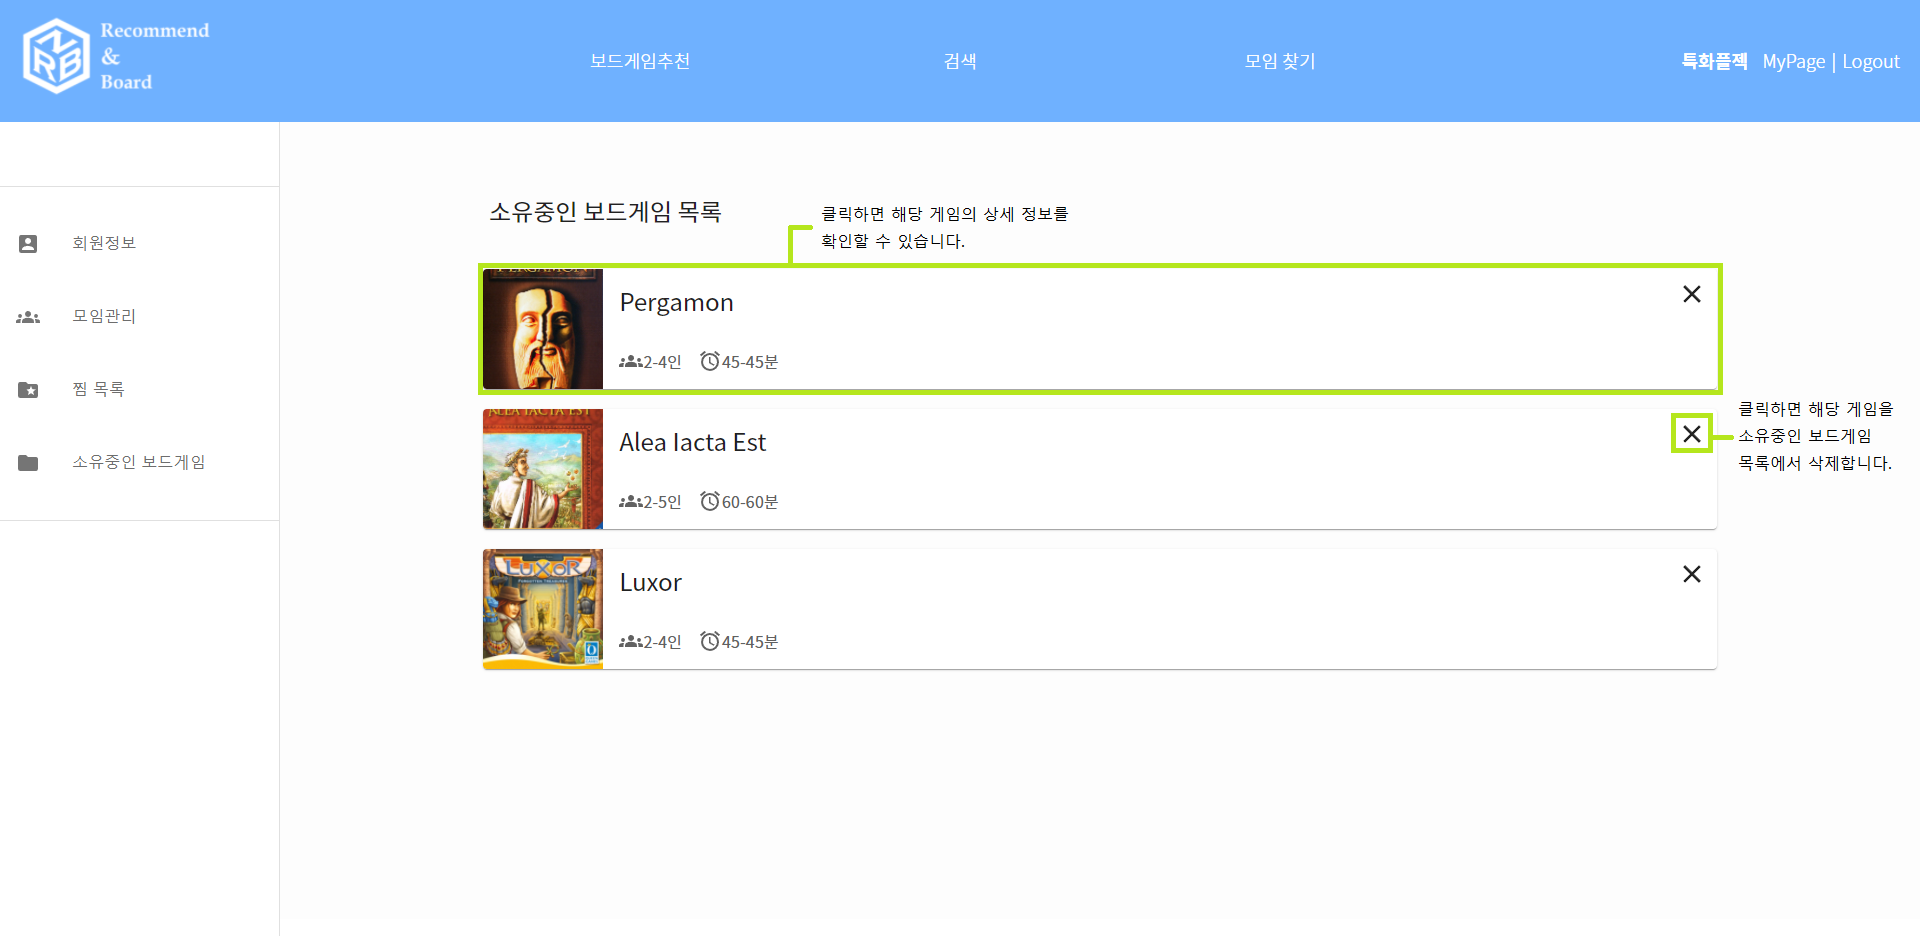 Recommend
&
Board
보드게임추천
검색
모임 찾기
특화플젝 MyPage | Logout
회원정보
모임관리
찜 목록
소유중인 보드게임
소유중인 보드게임 목록
클릭하면 해당 게임의 상세 정보를
확인할 수 있습니다.
PERGAMON
Pergamon
2-4인 45-45분
ALEA IACTA EST
Alea Iacta Est
2-5인 60-60분
클릭하면 해당 게임을
소유중인 보드게임
목록에서 삭제합니다.
LUXOR
Luxor
2-4인 45-45분